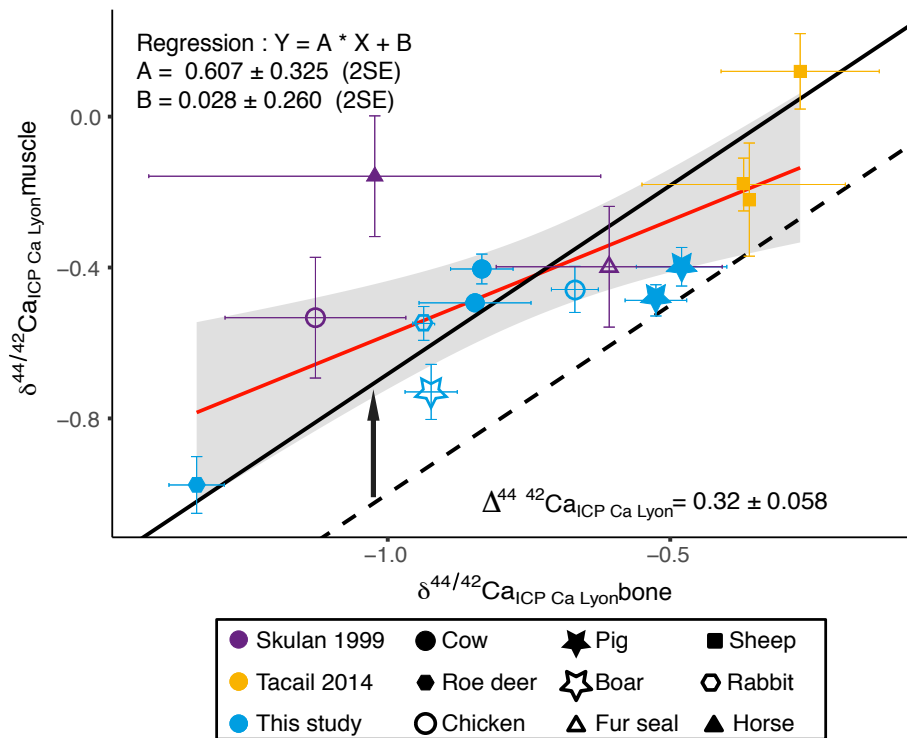 Regression : Y = A * X + B
A = 0.607 ± 0.325 (2SE)
B = 0.028 ± 0.260 (2SE)
0.0
−0.4
−0.8
δ44/42CaICP Ca Lyonmuscle
Δ44 42CaICP Ca Lyon= 0.32 ± 0.058
−1.0 −0.5
δ44/42CaICP Ca Lyonbone
Skulan 1999 Cow Pig Sheep
Tacail 2014 Roe deer Boar Rabbit
This study Chicken Fur seal Horse